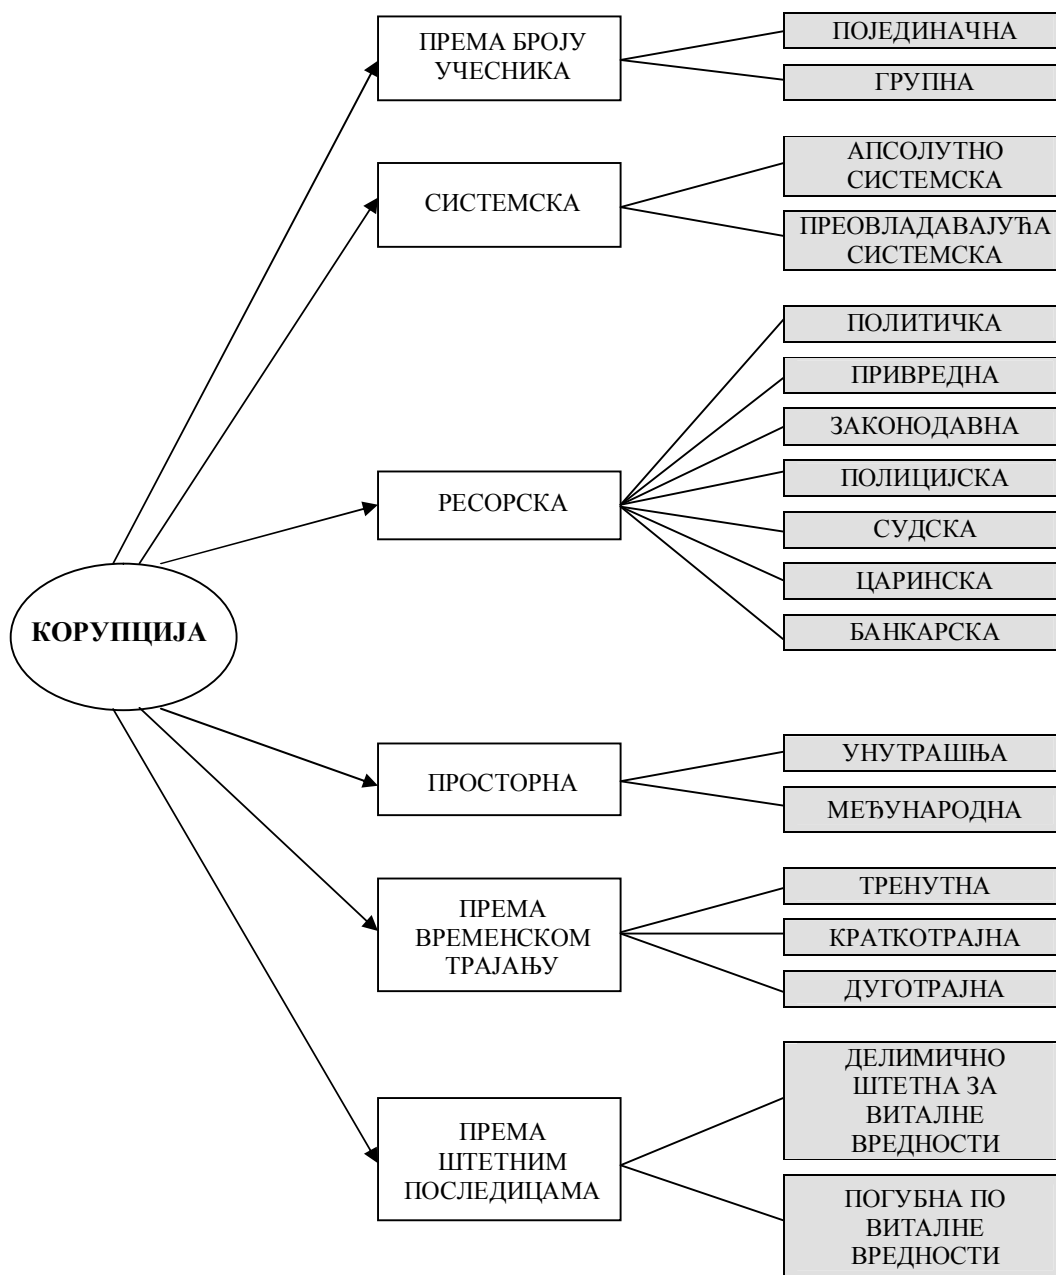 ПРЕМА БРОЈУ
УЧЕСНИКА
ПОЈЕДИНАЧНА
ГРУПНА
СИСТЕМСКА
АПСОЛУТНО
СИСТЕМСКА
ПРЕОВЛАДАВАЈУЋА
СИСТЕМСКА
РЕСОРСКА
ПОЛИТИЧКА
ПРИВРЕДНА
ЗАКОНОДАВНА
ПОЛИЦИЈСКА
СУДСКА
ЦАРИНСКА
БАНКАРСКА
КОРУПЦИЈА
ПРОСТОРНА
УНУТРАШЊА
МЕЂУНАРОДНА
ПРЕМА
ВРЕМЕНСКОМ
ТРАЈАЊУ
ТРЕНУТНА
КРАТКОТРАЈНА
ДУГОТРАЈНА
ПРЕМА
ШТЕТНИМ
ПОСЛЕДИЦАМА
ДЕЛИМИЧНО
ШТЕТНА ЗА
ВИТАЛНЕ
ВРЕДНОСТИ
ПОГУБНА ПО
ВИТАЛНЕ
ВРЕДНОСТИ